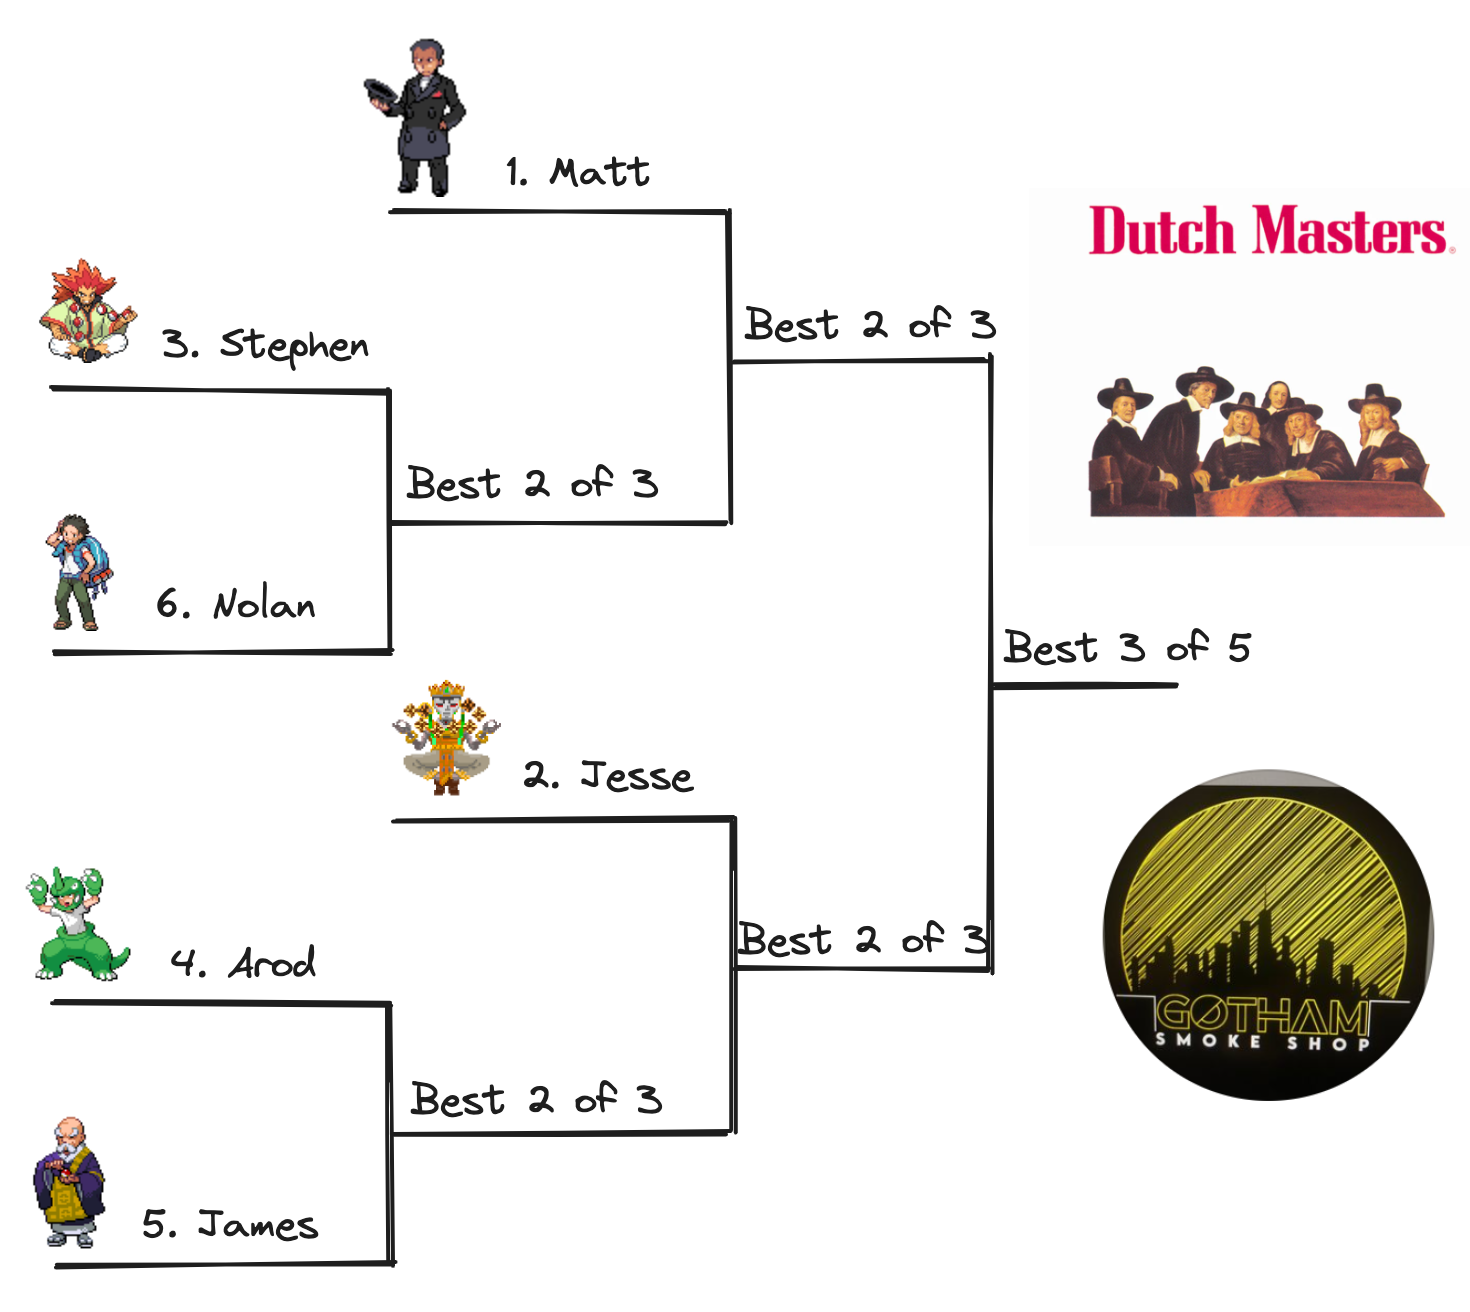 1. Matt
Dutch Masters®
3. Stephen
Best 2 of 3
Best 2 of 3
6. Nolan
Best 3 of 5
2. Jesse
4. Arod
Best 2 of 3
GOTHAM
SMOKE SHOP
Best 2 of 3
5. James